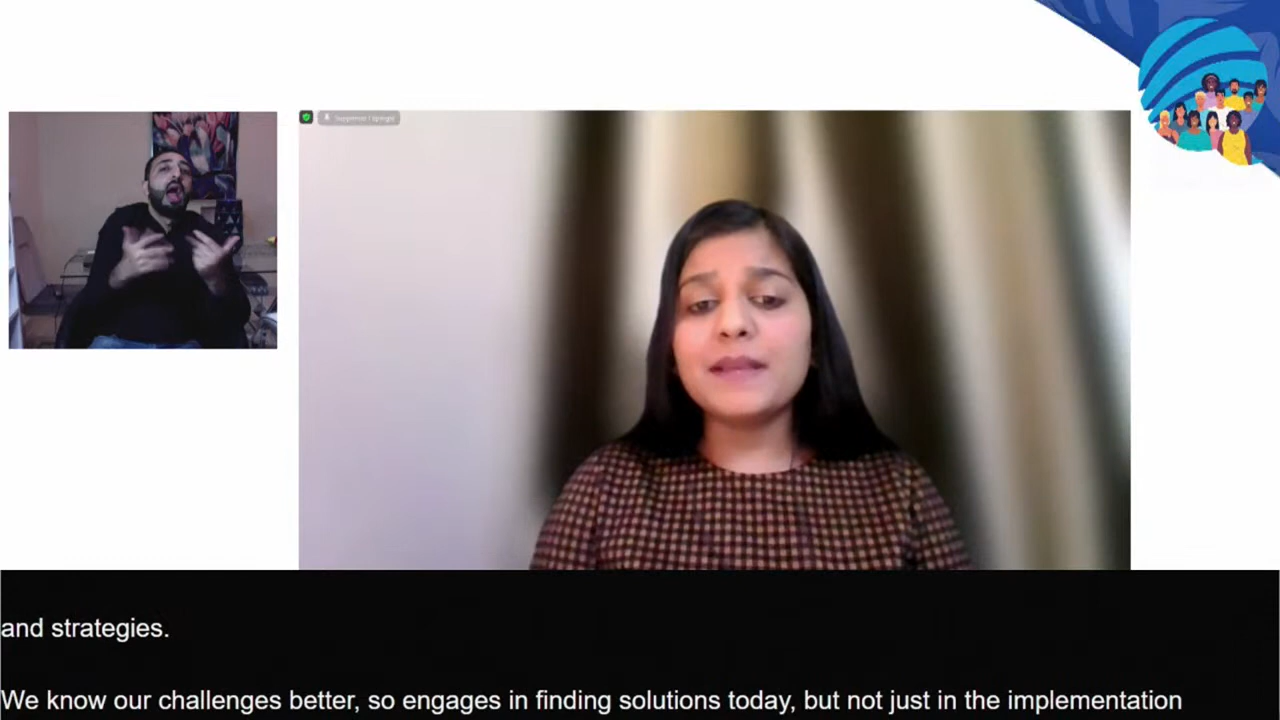 and strategies.
We know our challenges better, so engages in finding solutions today, but not just in the implementation